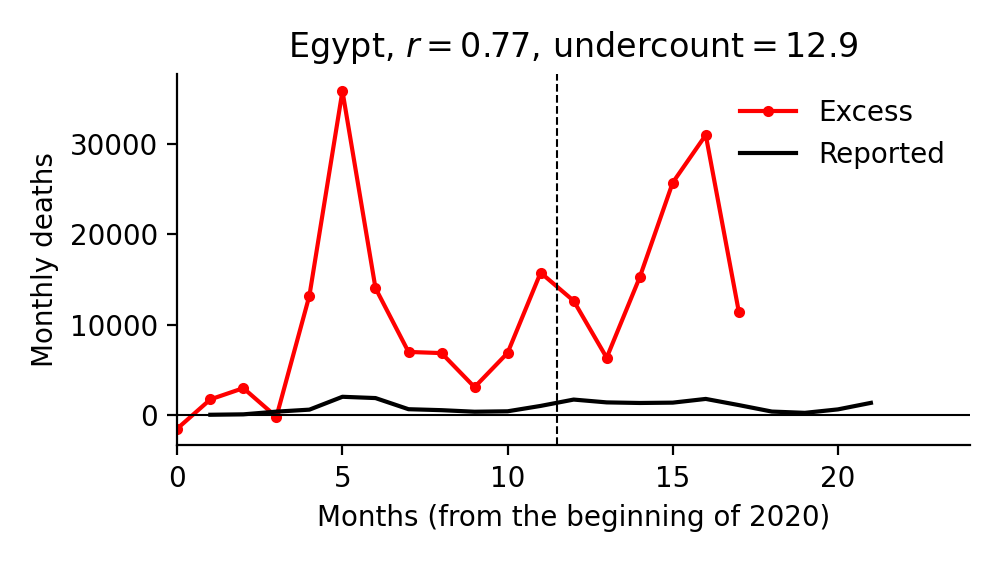 Egypt, r = 0.77, undercount = 12.9
Excess
Reported
Monthly deaths
30000
20000
10000
0
0 5 10 15 20
Months (from the beginning of 2020)